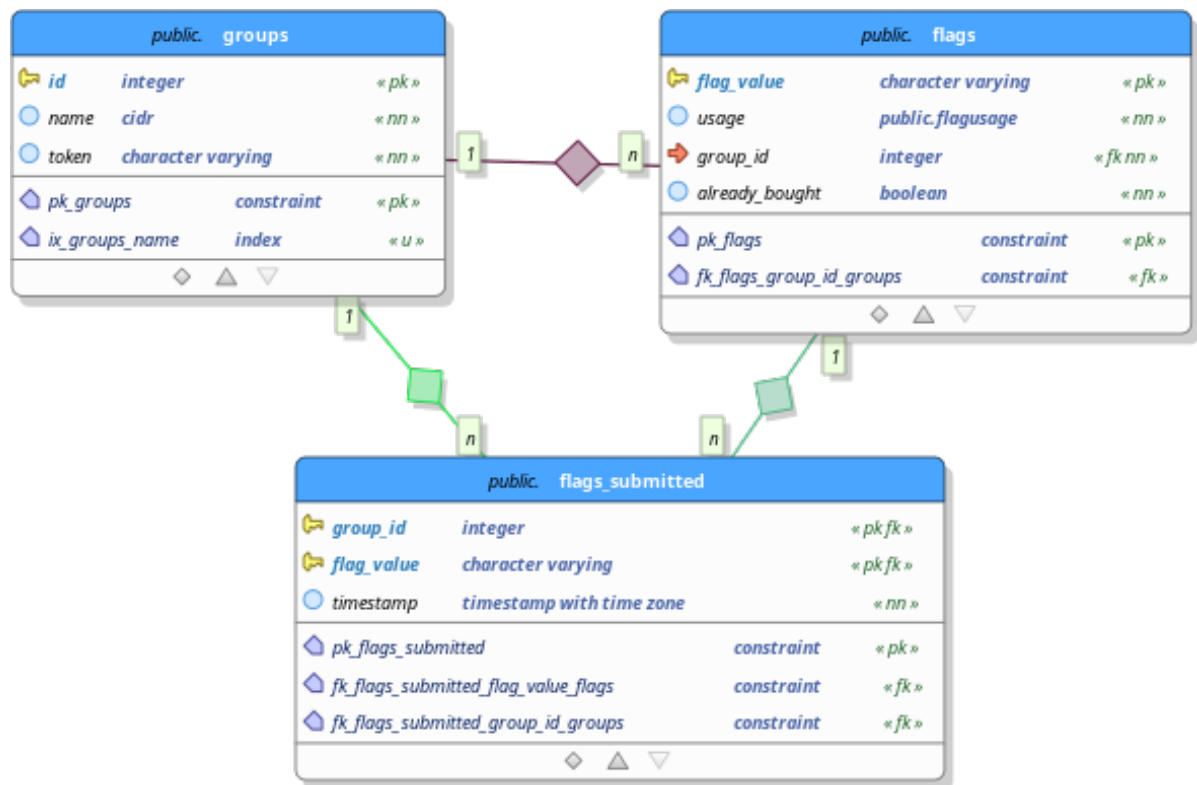 public. groups
id integer «pk»
name cidr «nn»
token character varying «nn»
pk_groups constraint «pk»
ix_groups_name index «u»
1
n
public. flags
flag_value character varying «pk»
usage public.flagusage «nn»
group_id integer «fk nn»
already_bought boolean «nn»
pk_flags constraint «pk»
fk_flags_group_id_groups constraint «fk»
1
1
n
n
public. flags_submitted
group_id integer «pk fk»
flag_value character varying «pk fk»
timestamp timestamp with time zone «nn»
pk_flags_submitted constraint «pk»
fk_flags_submitted_flag_value_flags constraint «fk»
fk_flags_submitted_group_id_groups constraint «fk»